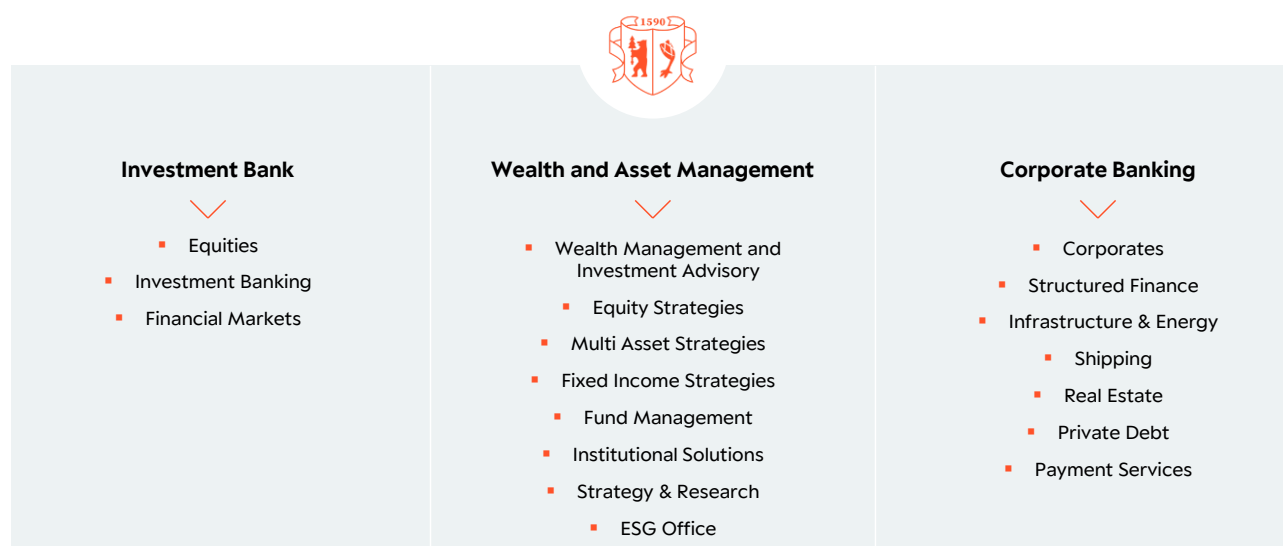 1590
Investment Bank
Equities
Investment Banking
Financial Markets
Wealth and Asset Management
Wealth Management and
Investment Advisory
Equity Strategies
Multi Asset Strategies
Fixed Income Strategies
Fund Management
Institutional Solutions
Strategy & Research
ESG Office
Corporate Banking
Corporates
Structured Finance
Infrastructure & Energy
Shipping
Real Estate
Private Debt
Payment Services